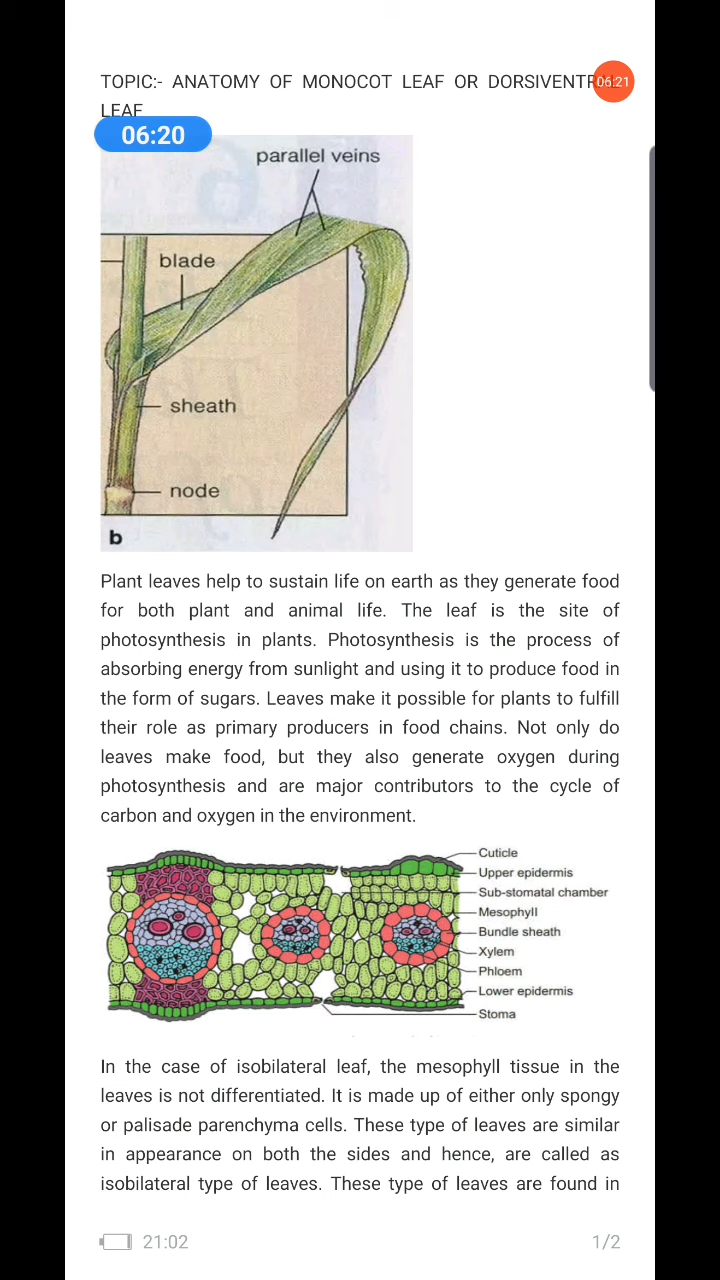 TOPIC:- ANATOMY OF MONOCOT LEAF OR
06:21
LEAF
06:20
parallel veins
blade
sheath
node
b
Plant leaves help to sustain life on earth as they generate food
for both plant and animal life. The leaf is the site of
photosynthesis in plants. Photosynthesis is the process of
absorbing energy from sunlight and using it to produce food in
the form of sugars. Leaves make it possible for plants to fulfill
their role as primary producers in food chains. Not only do
leaves make food, but they also generate oxygen during
photosynthesis and are major contributors to the cycle of
carbon and oxygen in the environment.
Cuticle
Upper epidermis
Sub-stomatal chamber
Mesophyll
Bundle sheath
Xylem
Phloem
Lower epidermis
Stoma
In the case of isobilateral leaf, the mesophyll tissue in the
leaves is not differentiated. It is made up of either only spongy
or palisade parenchyma cells. These type of leaves are similar
in appearance on both the sides and hence, are called as
isobilateral type of leaves. These type of leaves are found in
21:02
1/2